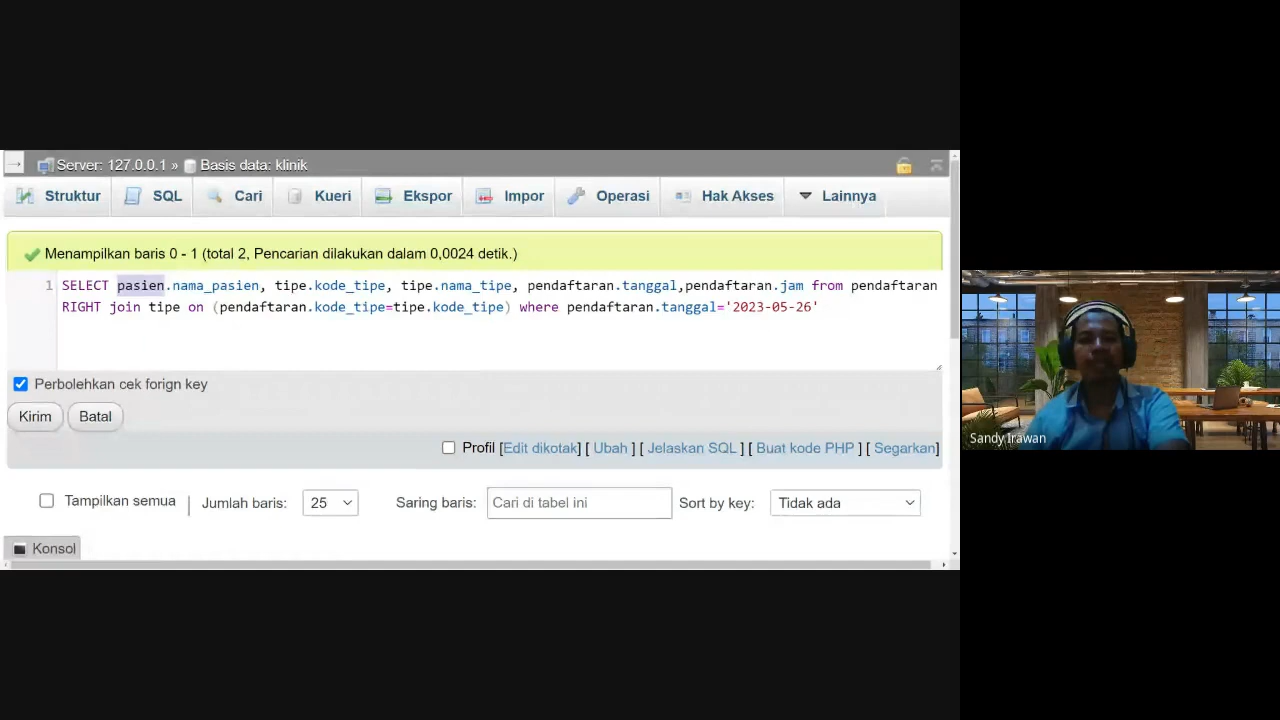 Server: 127.0.0.1 » Basis data: klinik
Struktur SQL Cari Kueri Ekspor Impor Operasi Hak Akses Lainnya
Menampilkan baris 0 - 1 (total 2, Pencarian dilakukan dalam 0,0024 detik.)
1 SELECT pasien.nama_pasien, tipe.kode_tipe, tipe.nama_tipe, pendaftaran.tanggal,pendaftaran.jam from pendaftaran
RIGHT join tipe on (pendaftaran.kode_tipe=tipe.kode_tipe) where pendaftaran.tanggal='2023-05-26'
Perbolehkan cek forign key
Kirim Batal
Profil [Edit dikotak] [ Ubah ] [ Jelaskan SQL ] [ Buat kode PHP ] [ Segarkan]
Tampilkan semua | Jumlah baris: 25 Saring baris: Cari di tabel ini Sort by key: Tidak ada
Konsol
Sandy Irawan